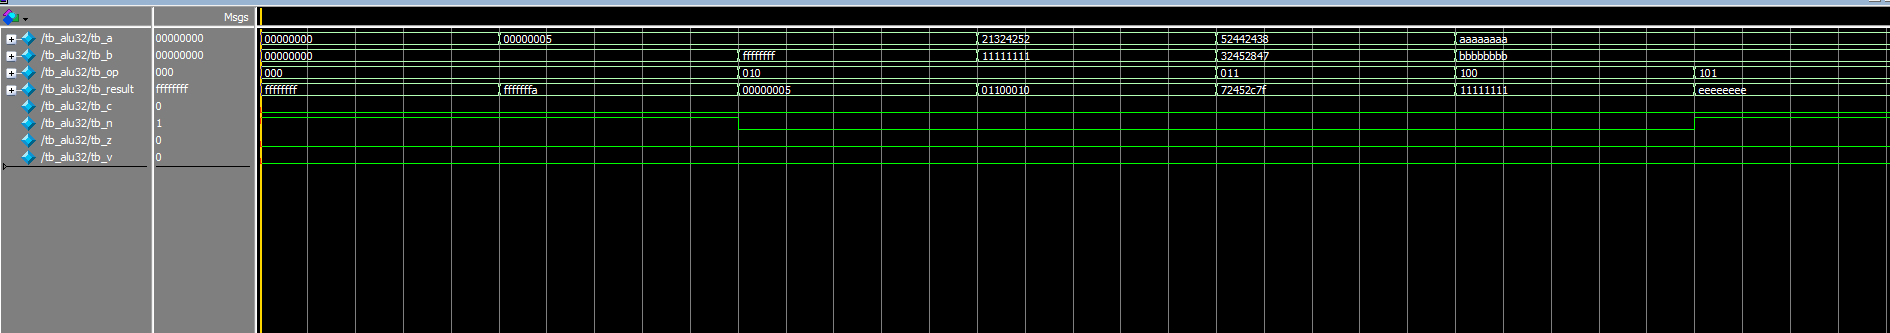 Msgs
/tb_alu32/tb_a 00000000 00000000 00000005 21324252 52442438 aaaaaaaa
/tb_alu32/tb_b 00000000 00000000 ffffffff 11111111 32452847 bbbbbbbb
/tb_alu32/tb_op 000 000 010 011 100 101
/tb_alu32/tb_result ffffffff ffffffff fffffffa 00000005 01100010 72452c7f 11111111 eeeeeeee
/tb_alu32/tb_c 0
/tb_alu32/tb_n 1
/tb_alu32/tb_z 0
/tb_alu32/tb_v 0